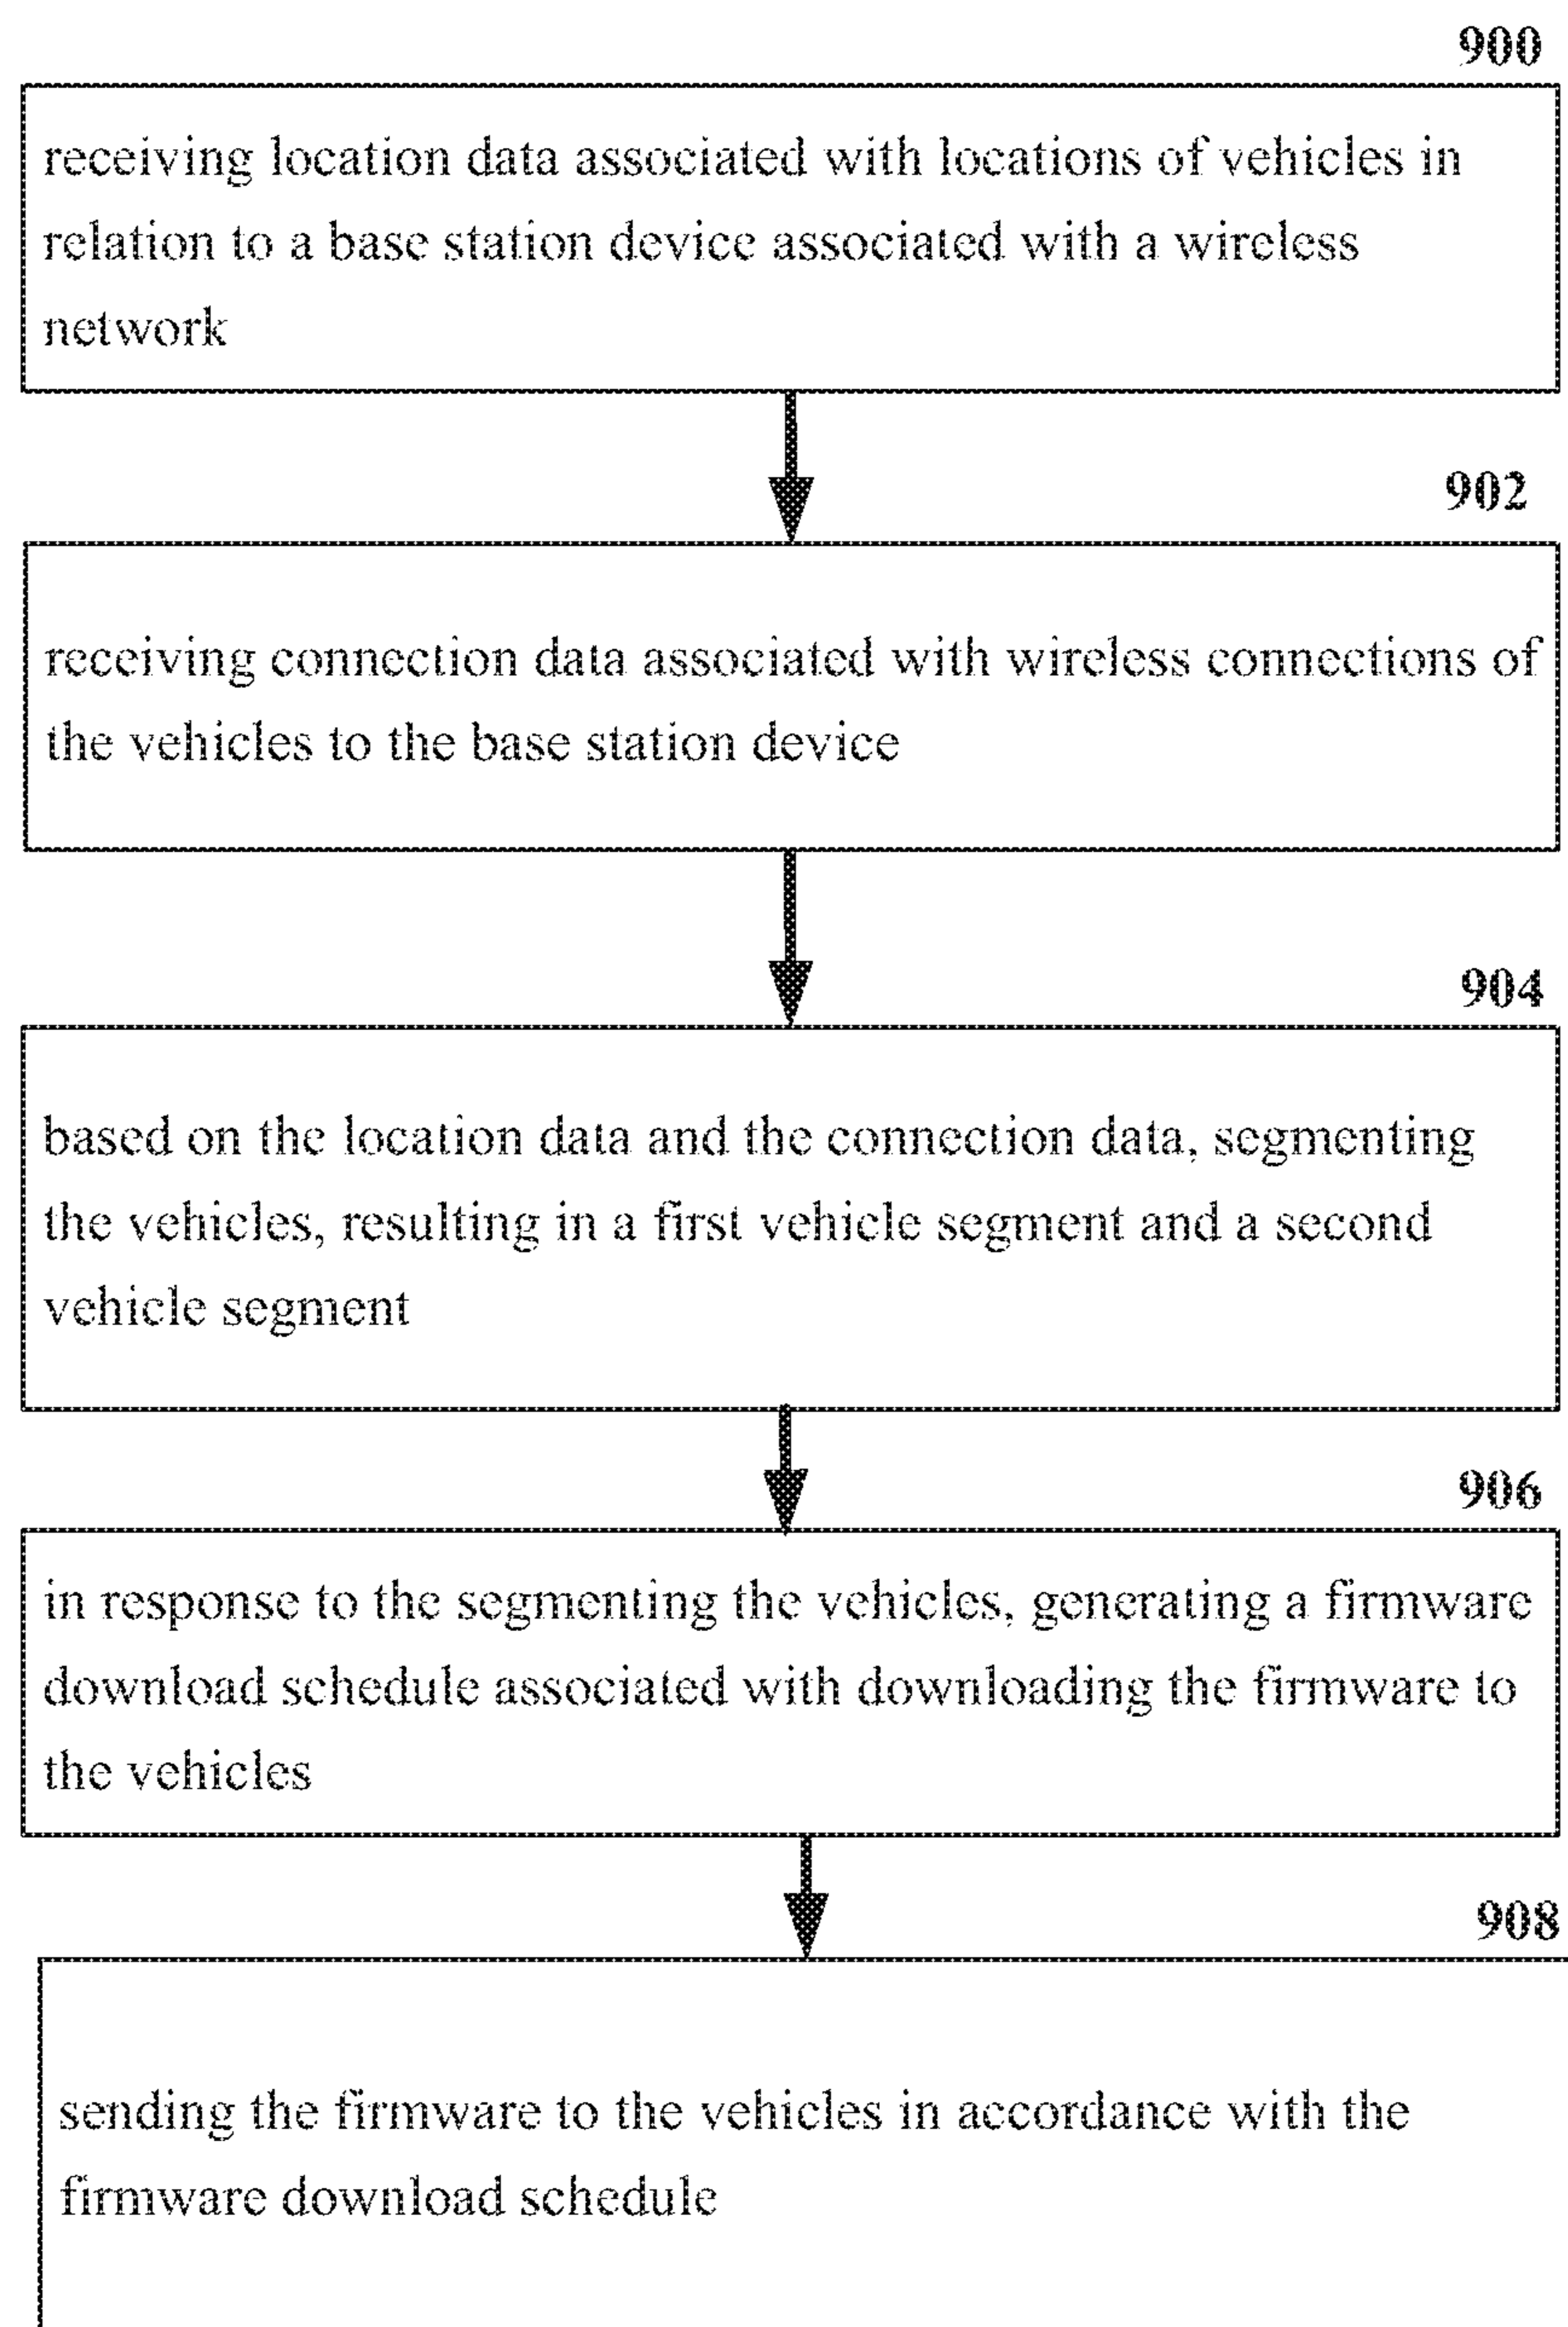 900
receiving location data associated with locations of vehicles in
relation to a base station device associated with a wireless
network
902
receiving connection data associated with wireless connections of
the vehicles to the base station device
904
based on the location data and the connection data, segmenting
the vehicles, resulting in a first vehicle segment and a second
vehicle segment
906
in response to the segmenting the vehicles, generating a firmware
download schedule associated with downloading the firmware to
the vehicles
908
sending the firmware to the vehicles in accordance with the
firmware download schedule